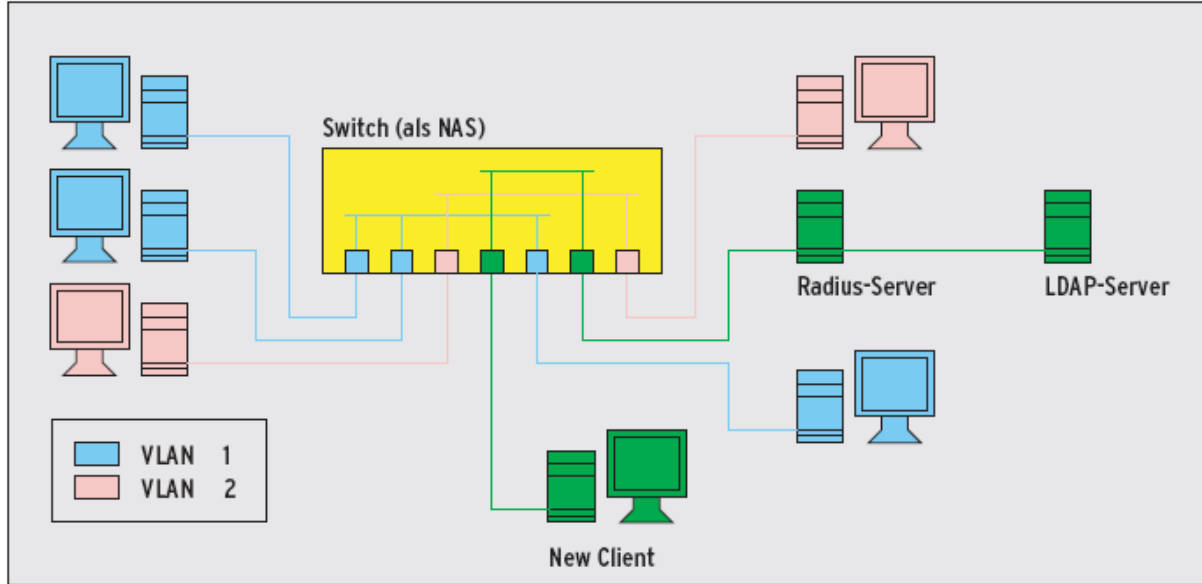 Switch (als NAS)
Radius-Server
LDAP-Server
VLAN 1
VLAN 2
New Client